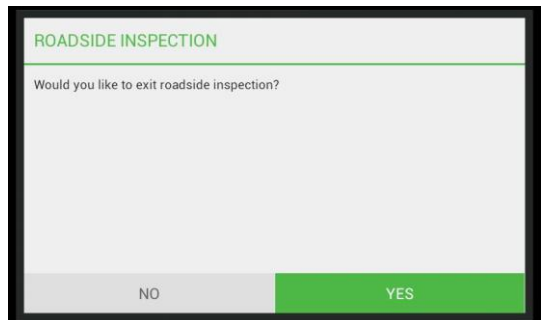 ROADSIDE INSPECTION
Would you like to exit roadside inspection?
NO
YES